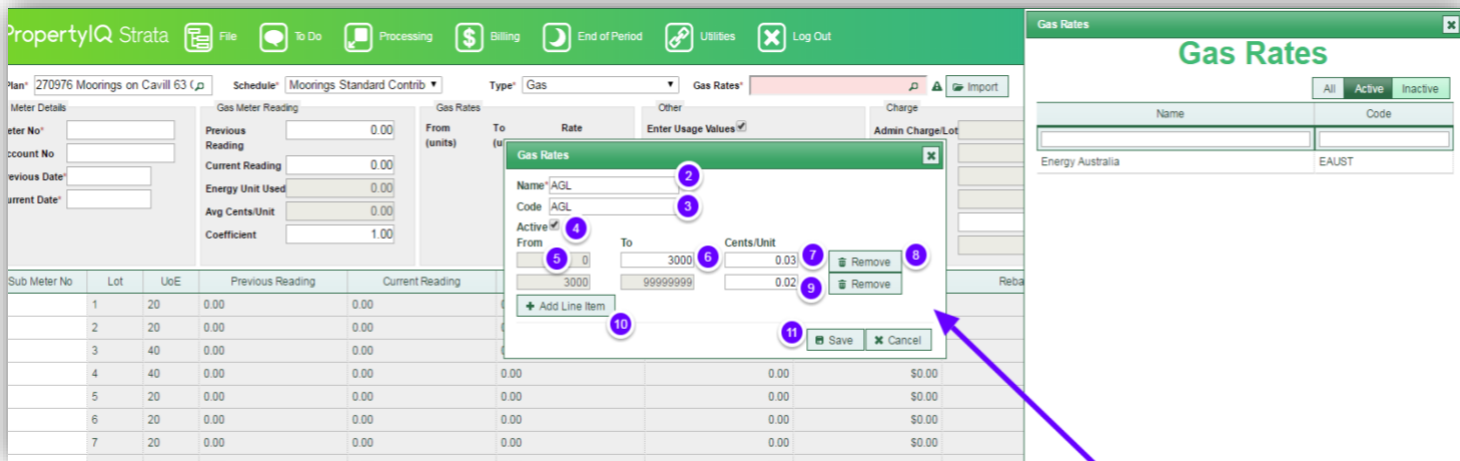 PropertyIQ Strata File To Do Processing Billing End of Period Utilities Log Out
Plan* 270976 Moorings on Cavill 63 ( Schedule* Moorings Standard Contrib Type* Gas Gas Rates* Import
Meter Details Gas Meter Reading Gas Rates Other Charge
eter No* Previous Reading 0.00 From (units) To Rate Enter Usage Values Admin Charge/Lot
ccount No Current Reading 0.00
revious Date* Energy Unit Used 0.00
urrent Date* Avg Cents/Unit 0.00
Coefficient 1.00
Gas Rates
Name* AGL 2
Code AGL 3
Active 4
From To Cents/Unit
5 0 3000 6 0.03 7 Remove 8
3000 99999999 0.02 9 Remove
Add Line Item 10
11 Save Cancel
Sub Meter No Lot UoE Previous Reading Current Reading Reba
1 20 0.00 0.00
2 20 0.00 0.00
3 40 0.00 0.00
4 40 0.00 0.00 0.00 0.00 $0.00
5 20 0.00 0.00 0.00 0.00 $0.00
6 20 0.00 0.00 0.00 0.00 $0.00
7 20 0.00 0.00 0.00 0.00 $0.00
Gas Rates
Gas Rates
All Active Inactive
Name Code
Energy Australia EAUST